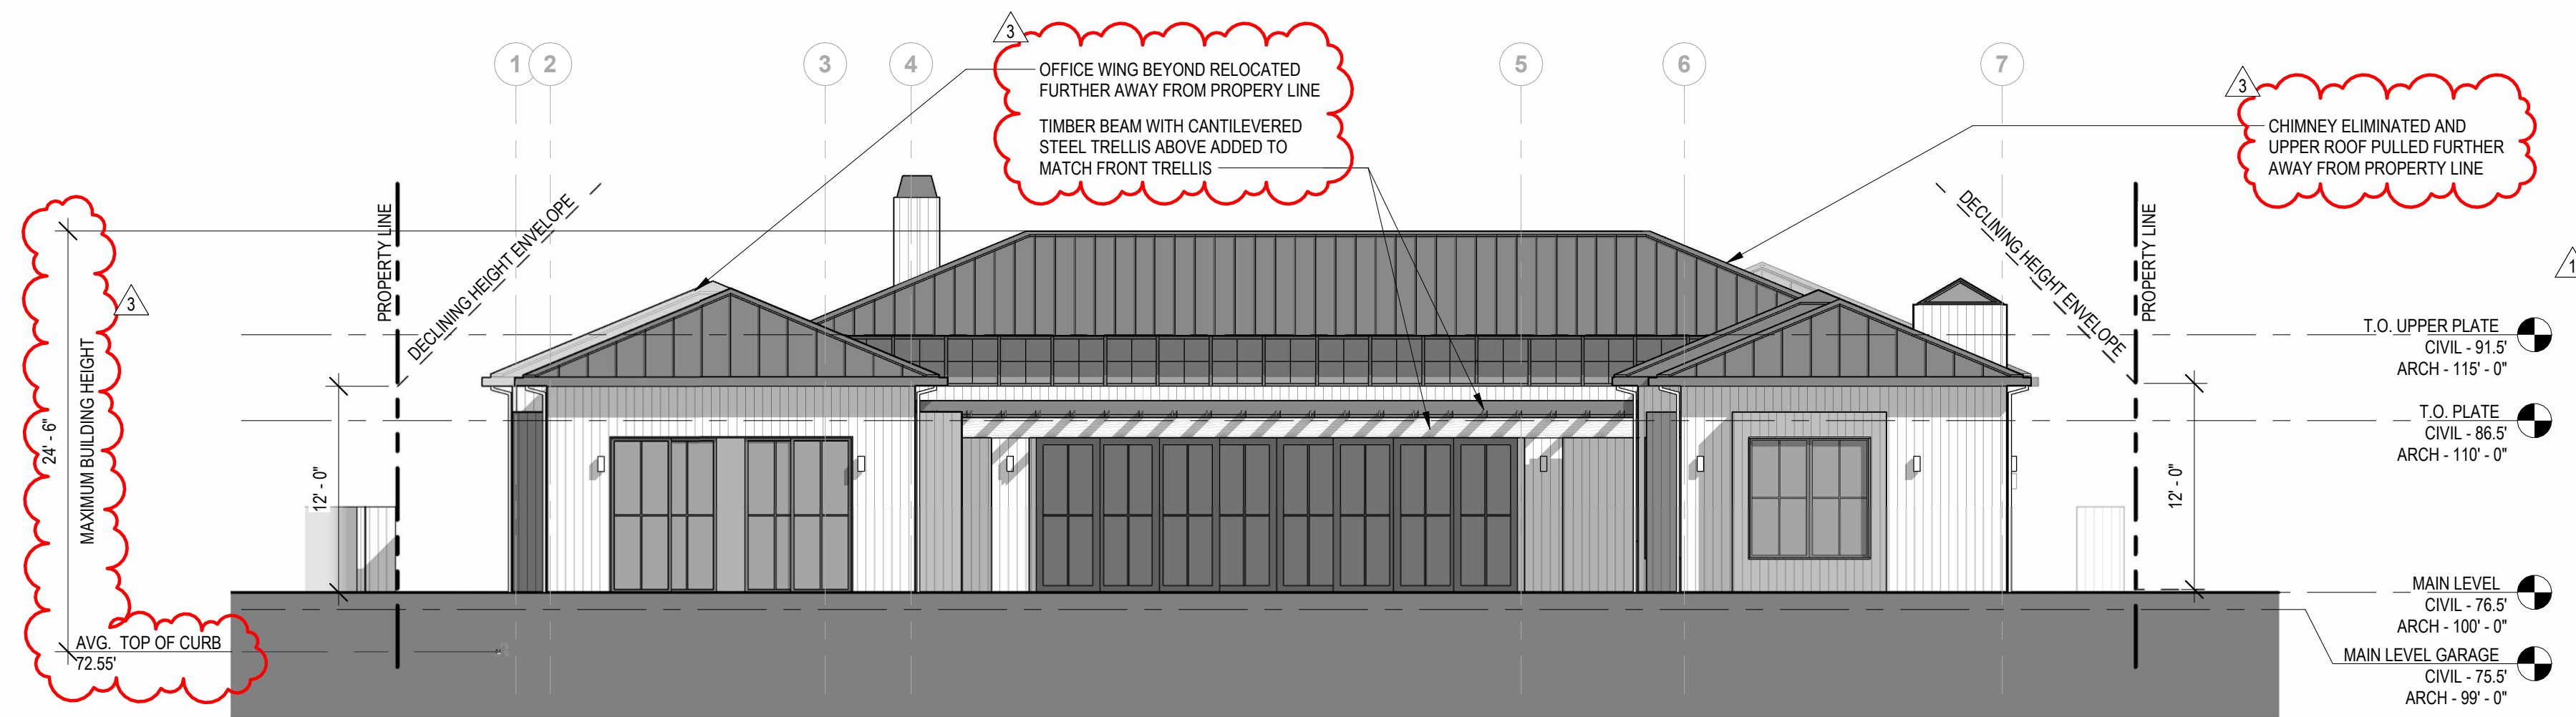 3
1
2
3
4
OFFICE WING BEYOND RELOCATED
FURTHER AWAY FROM PROPERY LINE
TIMBER BEAM WITH CANTILEVERED
STEEL TRELLIS ABOVE ADDED TO
MATCH FRONT TRELLIS
5
6
7
3
CHIMNEY ELIMINATED AND
UPPER ROOF PULLED FURTHER
AWAY FROM PROPERTY LINE
PROPERTY LINE
DECLINING HEIGHT ENVELOPE
DECLINING HEIGHT ENVELOPE
PROPERTY LINE
1
3
24' - 6"
MAXIMUM BUILDING HEIGHT
12' - 0"
12' - 0"
T.O. UPPER PLATE
CIVIL - 91.5'
ARCH - 115' - 0"
T.O. PLATE
CIVIL - 86.5'
ARCH - 110' - 0"
MAIN LEVEL
CIVIL - 76.5'
ARCH - 100' - 0"
AVG. TOP OF CURB
72.55'
MAIN LEVEL GARAGE
CIVIL - 75.5'
ARCH - 99' - 0"